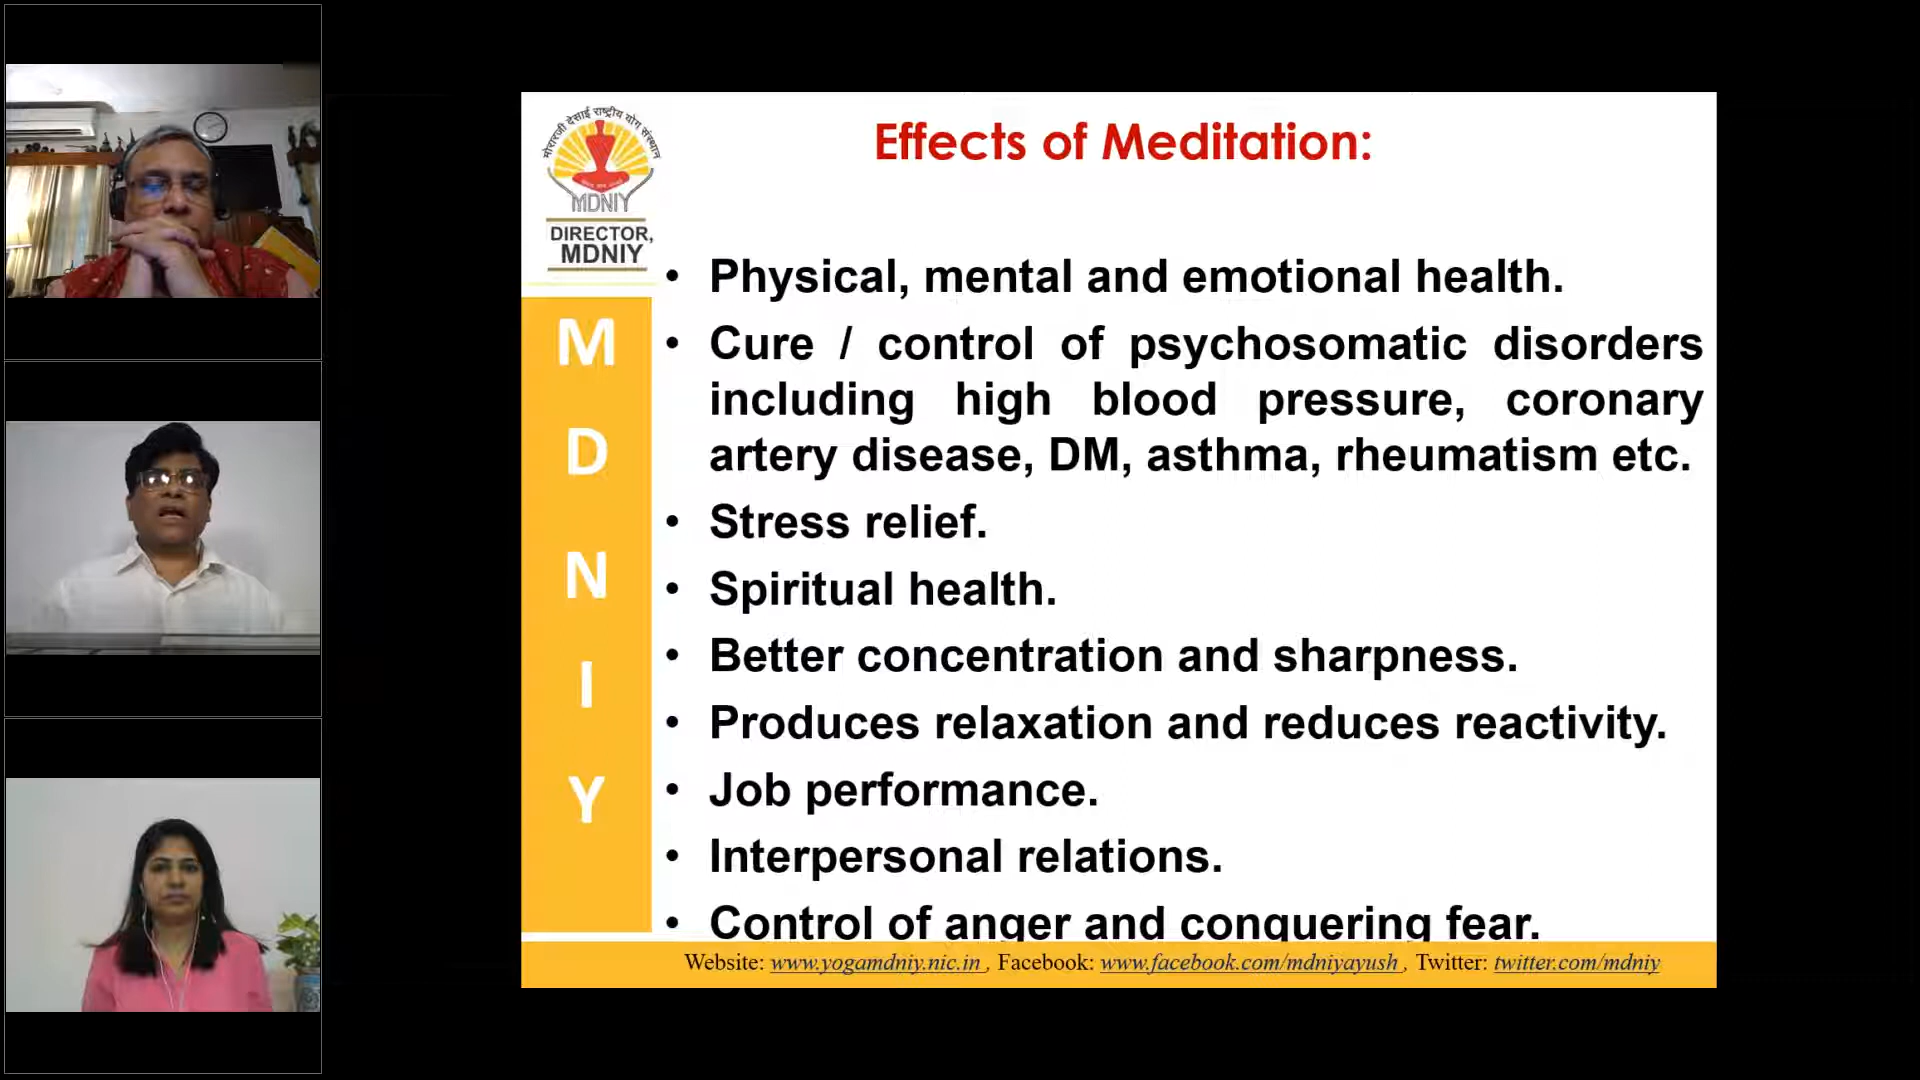 मोरारजी देसाई राष्ट्रीय योग संस्थान
MDNIY
DIRECTOR,
MDNIY
M
D
N
I
Y
Effects of Meditation:
• Physical, mental and emotional health.
• Cure / control of psychosomatic disorders
including high blood pressure, coronary
artery disease, DM, asthma, rheumatism etc.
• Stress relief.
• Spiritual health.
• Better concentration and sharpness.
• Produces relaxation and reduces reactivity.
• Job performance.
• Interpersonal relations.
• Control of anger and conquering fear.
Website: www.yogamdniy.nic.in , Facebook: www.facebook.com/mdniyayush , Twitter: twitter.com/mdniy